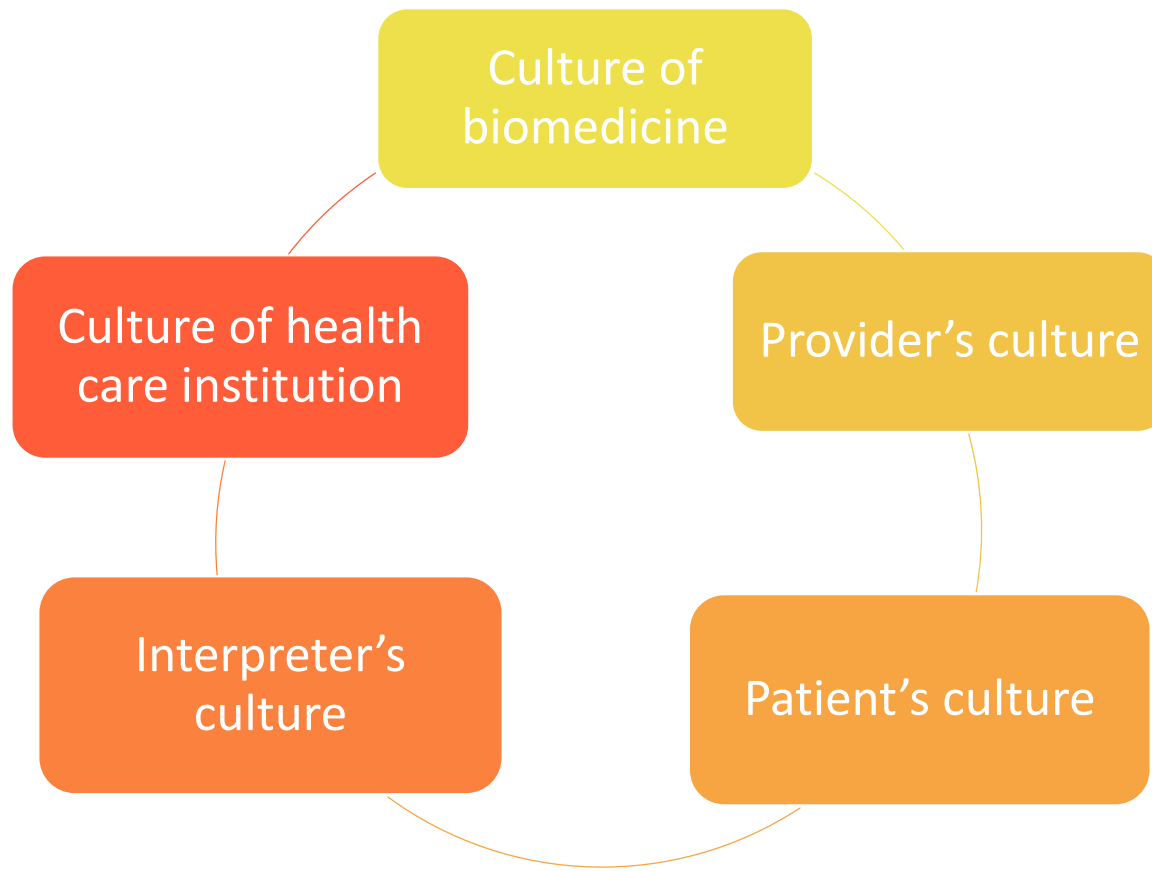 Culture of
biomedicine
Culture of health
care institution
Provider’s culture
Interpreter’s
culture
Patient’s culture